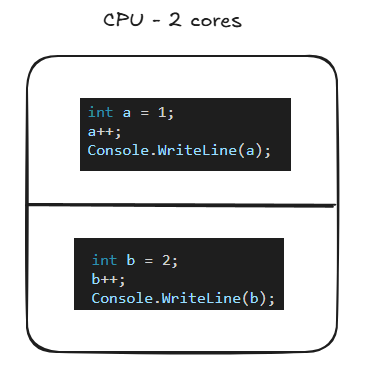 CPU - 2 cores
int a = 1;
a++;
Console.WriteLine(a);
int b = 2;
b++;
Console.WriteLine(b);